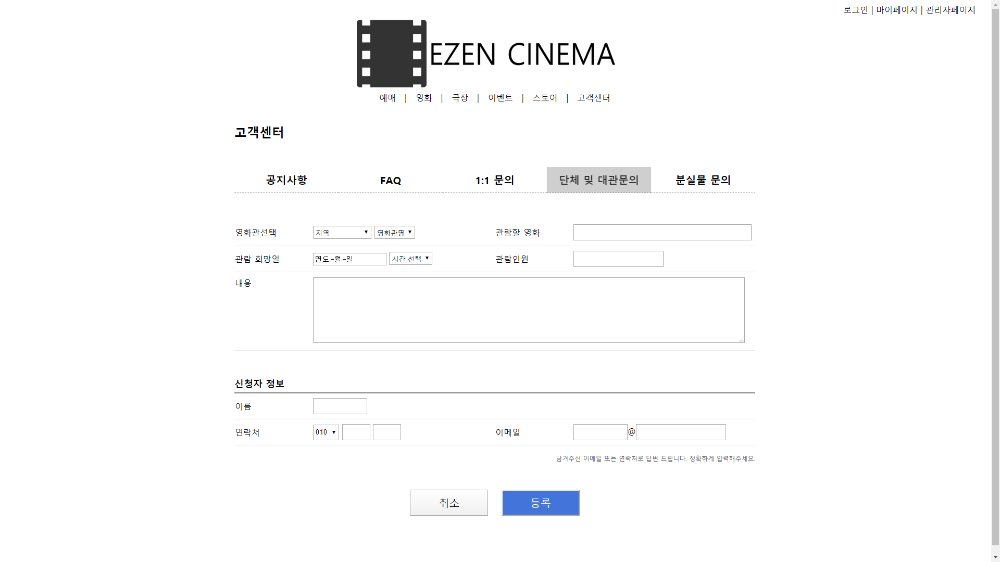 로그인 | 마이페이지 | 관리자페이지
EZEN CINEMA
예매 | 영화 | 극장 | 이벤트 | 스토어 | 고객센터
고객센터
공지사항 FAQ 1:1 문의 단체 및 대관문의 분실물 문의
영화관선택 지역 영화관명 관람할 영화
관람 희망일 연도-월-일 시간 선택 관람인원
내용
신청자 정보
이름
연락처 010 이메일 @
남겨주신 이메일 또는 연락처로 답변 드립니다. 정확하게 입력해주세요.
취소 등록